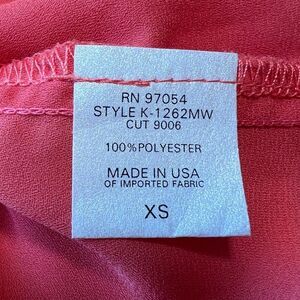 RN 97054
STYLE K-1262MW
CUT 9006
100%POLYESTER
MADE IN USA
OF IMPORTED FABRIC
XS